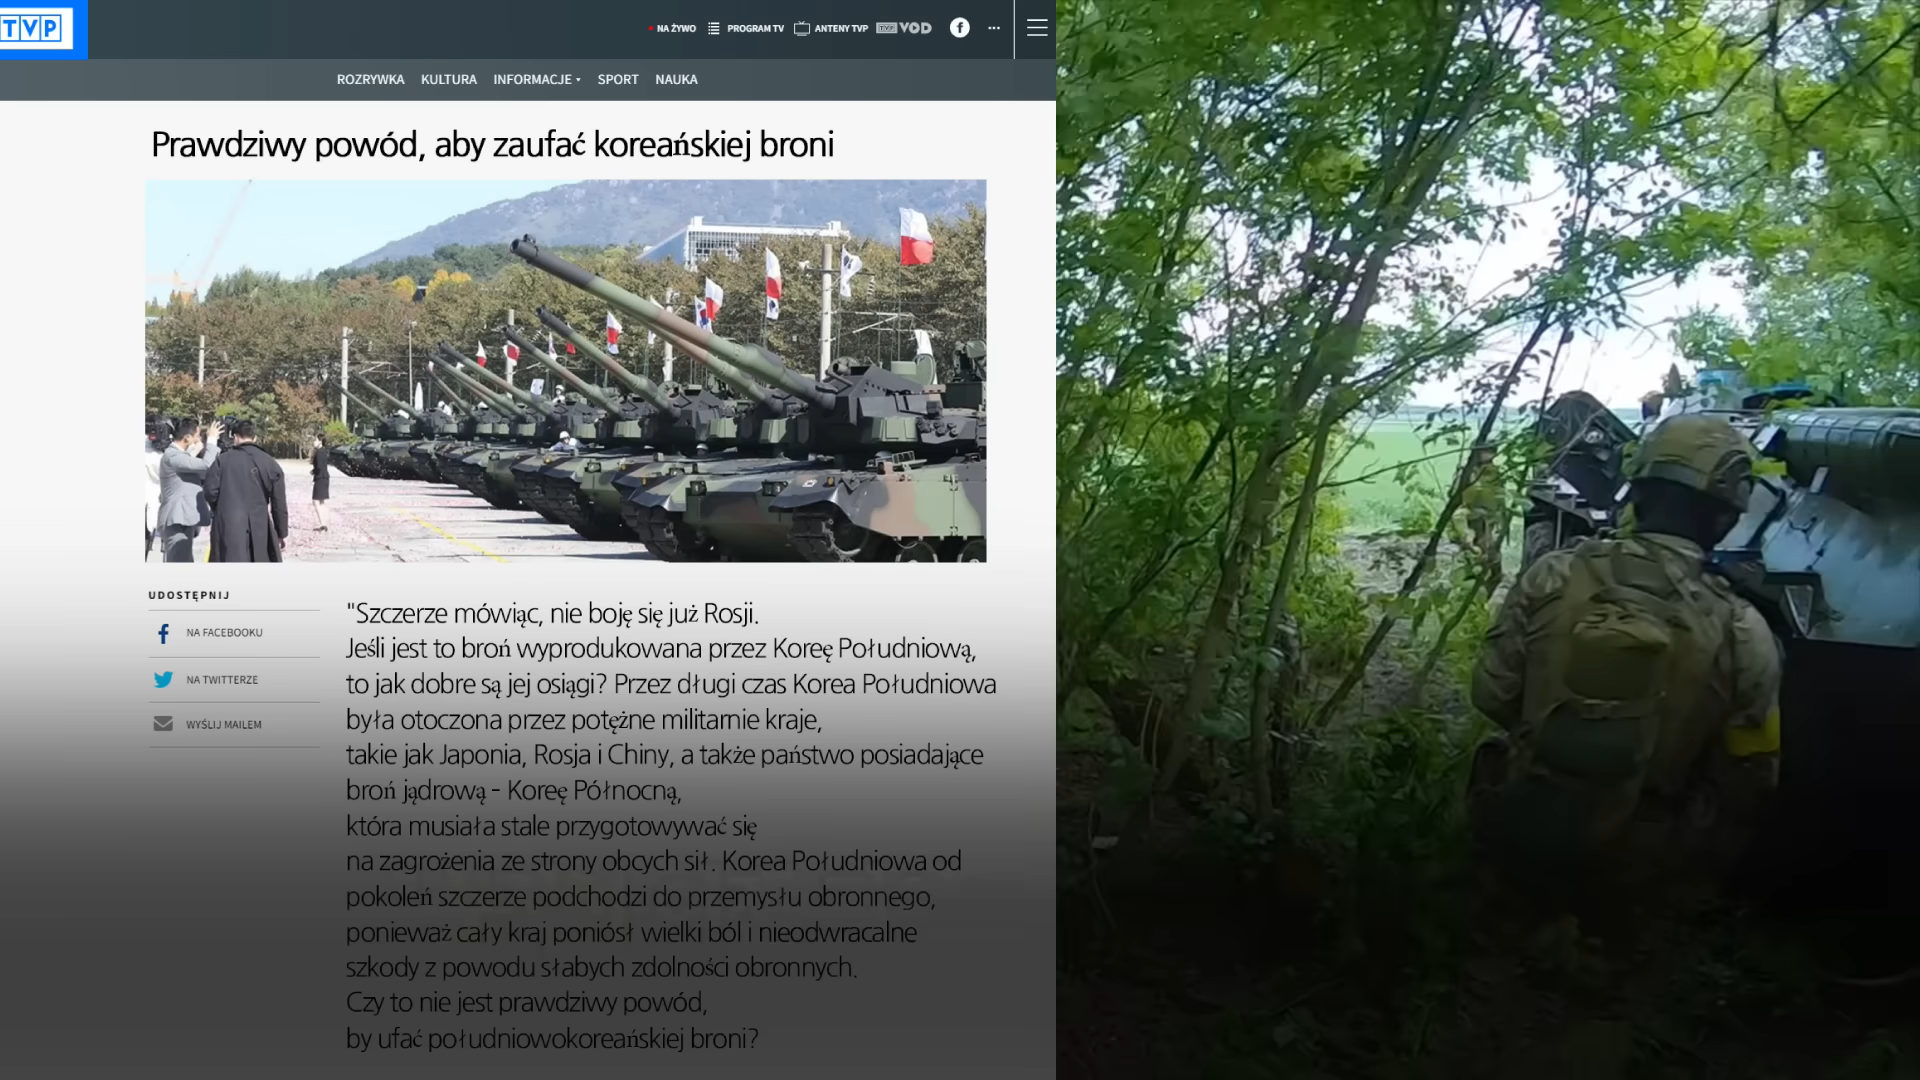 TVP
NA ŻYWO PROGRAM TV ANTENY TVP TVP VOD
ROZRYWKA KULTURA INFORMACJE SPORT NAUKA
Prawdziwy powód, aby zaufać koreańskiej broni
UDOSTĘPNIJ
NA FACEBOOKU
NA TWITTERZE
WYŚLIJ MAILEM
"Szczerze mówiąc, nie boję się już Rosji.
Jeśli jest to broń wyprodukowana przez Koreę Południową,
to jak dobre są jej osiągi? Przez długi czas Korea Południowa
była otoczona przez potężne militarnie kraje,
takie jak Japonia, Rosja i Chiny, a także państwo posiadające
broń jądrową - Koreę Północną,
która musiała stale przygotowywać się
na zagrożenia ze strony obcych sił. Korea Południowa od
pokoleń szczerze podchodzi do przemysłu obronnego,
ponieważ cały kraj poniósł wielki ból i nieodwracalne
szkody z powodu słabych zdolności obronnych.
Czy to nie jest prawdziwy powód,
by ufać południowokoreańskiej broni?